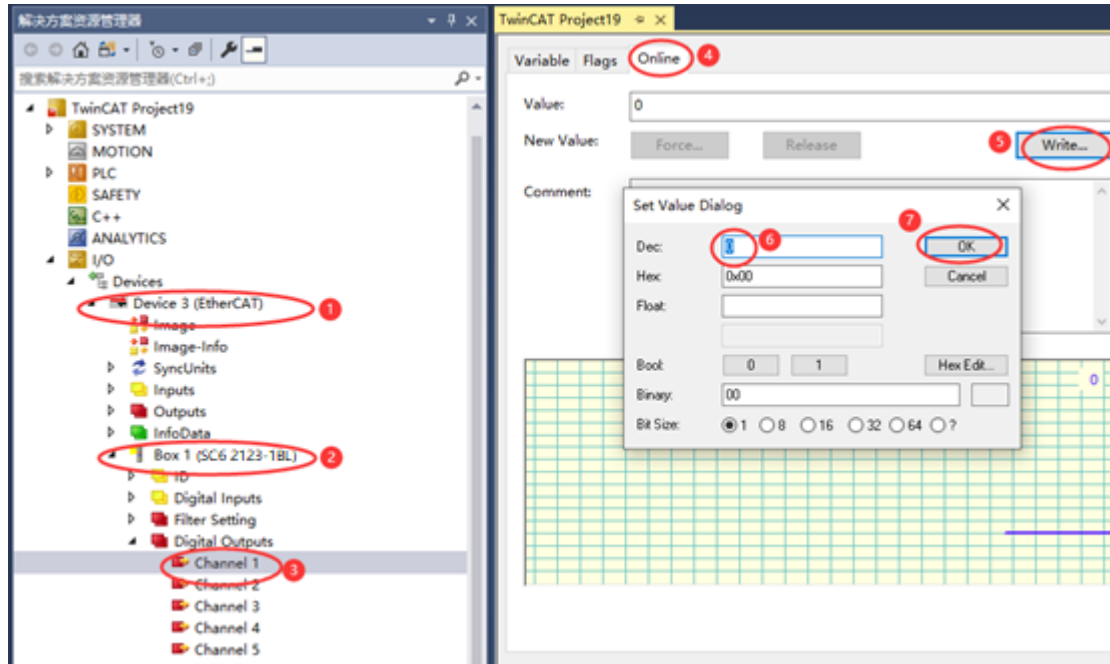 解决方案资源管理器
搜索解决方案资源管理器(Ctrl+;)
TwinCAT Project19
SYSTEM
MOTION
PLC
SAFETY
C++
ANALYTICS
I/O
Devices
Device 3 (EtherCAT)
1
Image
Image-Info
SyncUnits
Inputs
Outputs
InfoData
Box 1 (SC6 2123-1BL)
2
ID
Digital Inputs
Filter Setting
Digital Outputs
Channel 1
3
Channel 2
Channel 3
Channel 4
Channel 5
TwinCAT Project19
Variable Flags Online
4
Value: 0
New Value: Force... Release
5
Write...
Comment:
Set Value Dialog
7
Dec: 0
6
OK
Hex: 0x00
Cancel
Float:
Bool: 0 1 Hex Edit...
Binary: 00
Bit Size: 1 8 16 32 64 ?
0